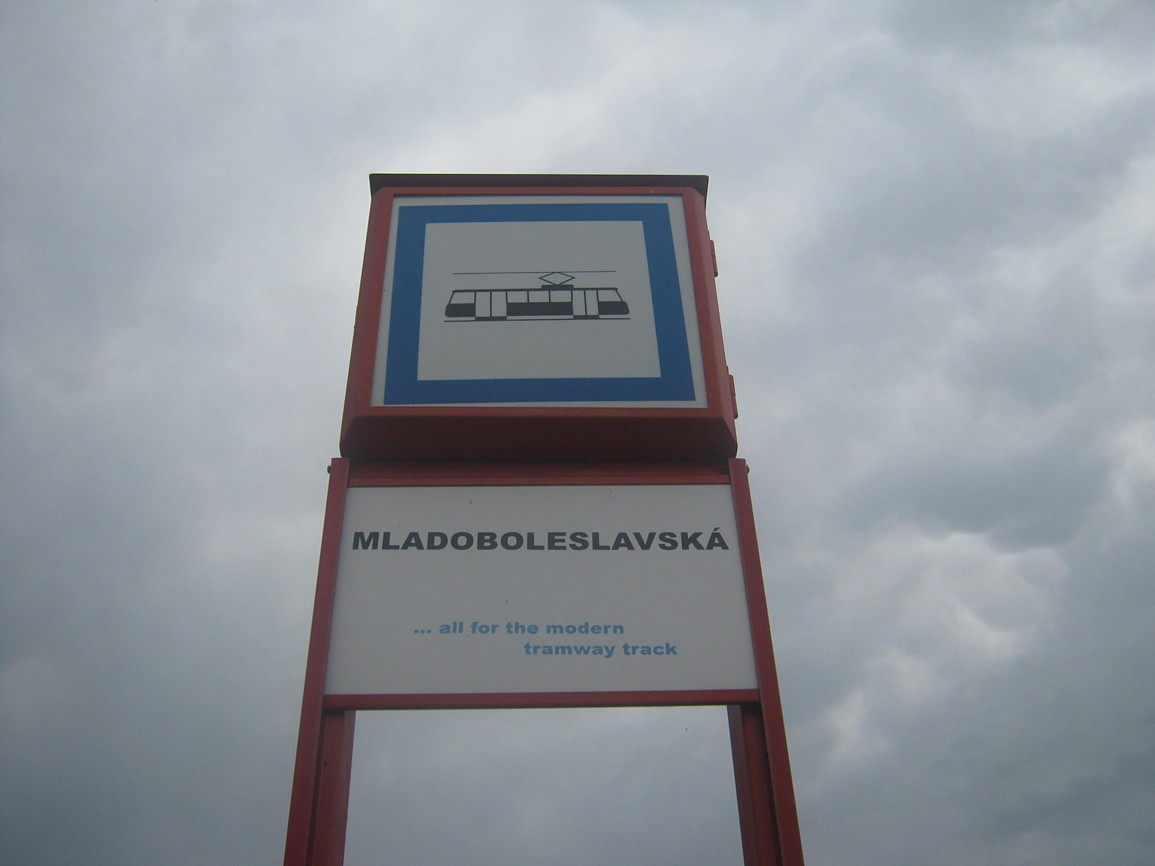 MLADOBOLESLAVSKÁ
... all for the modern
tramway track